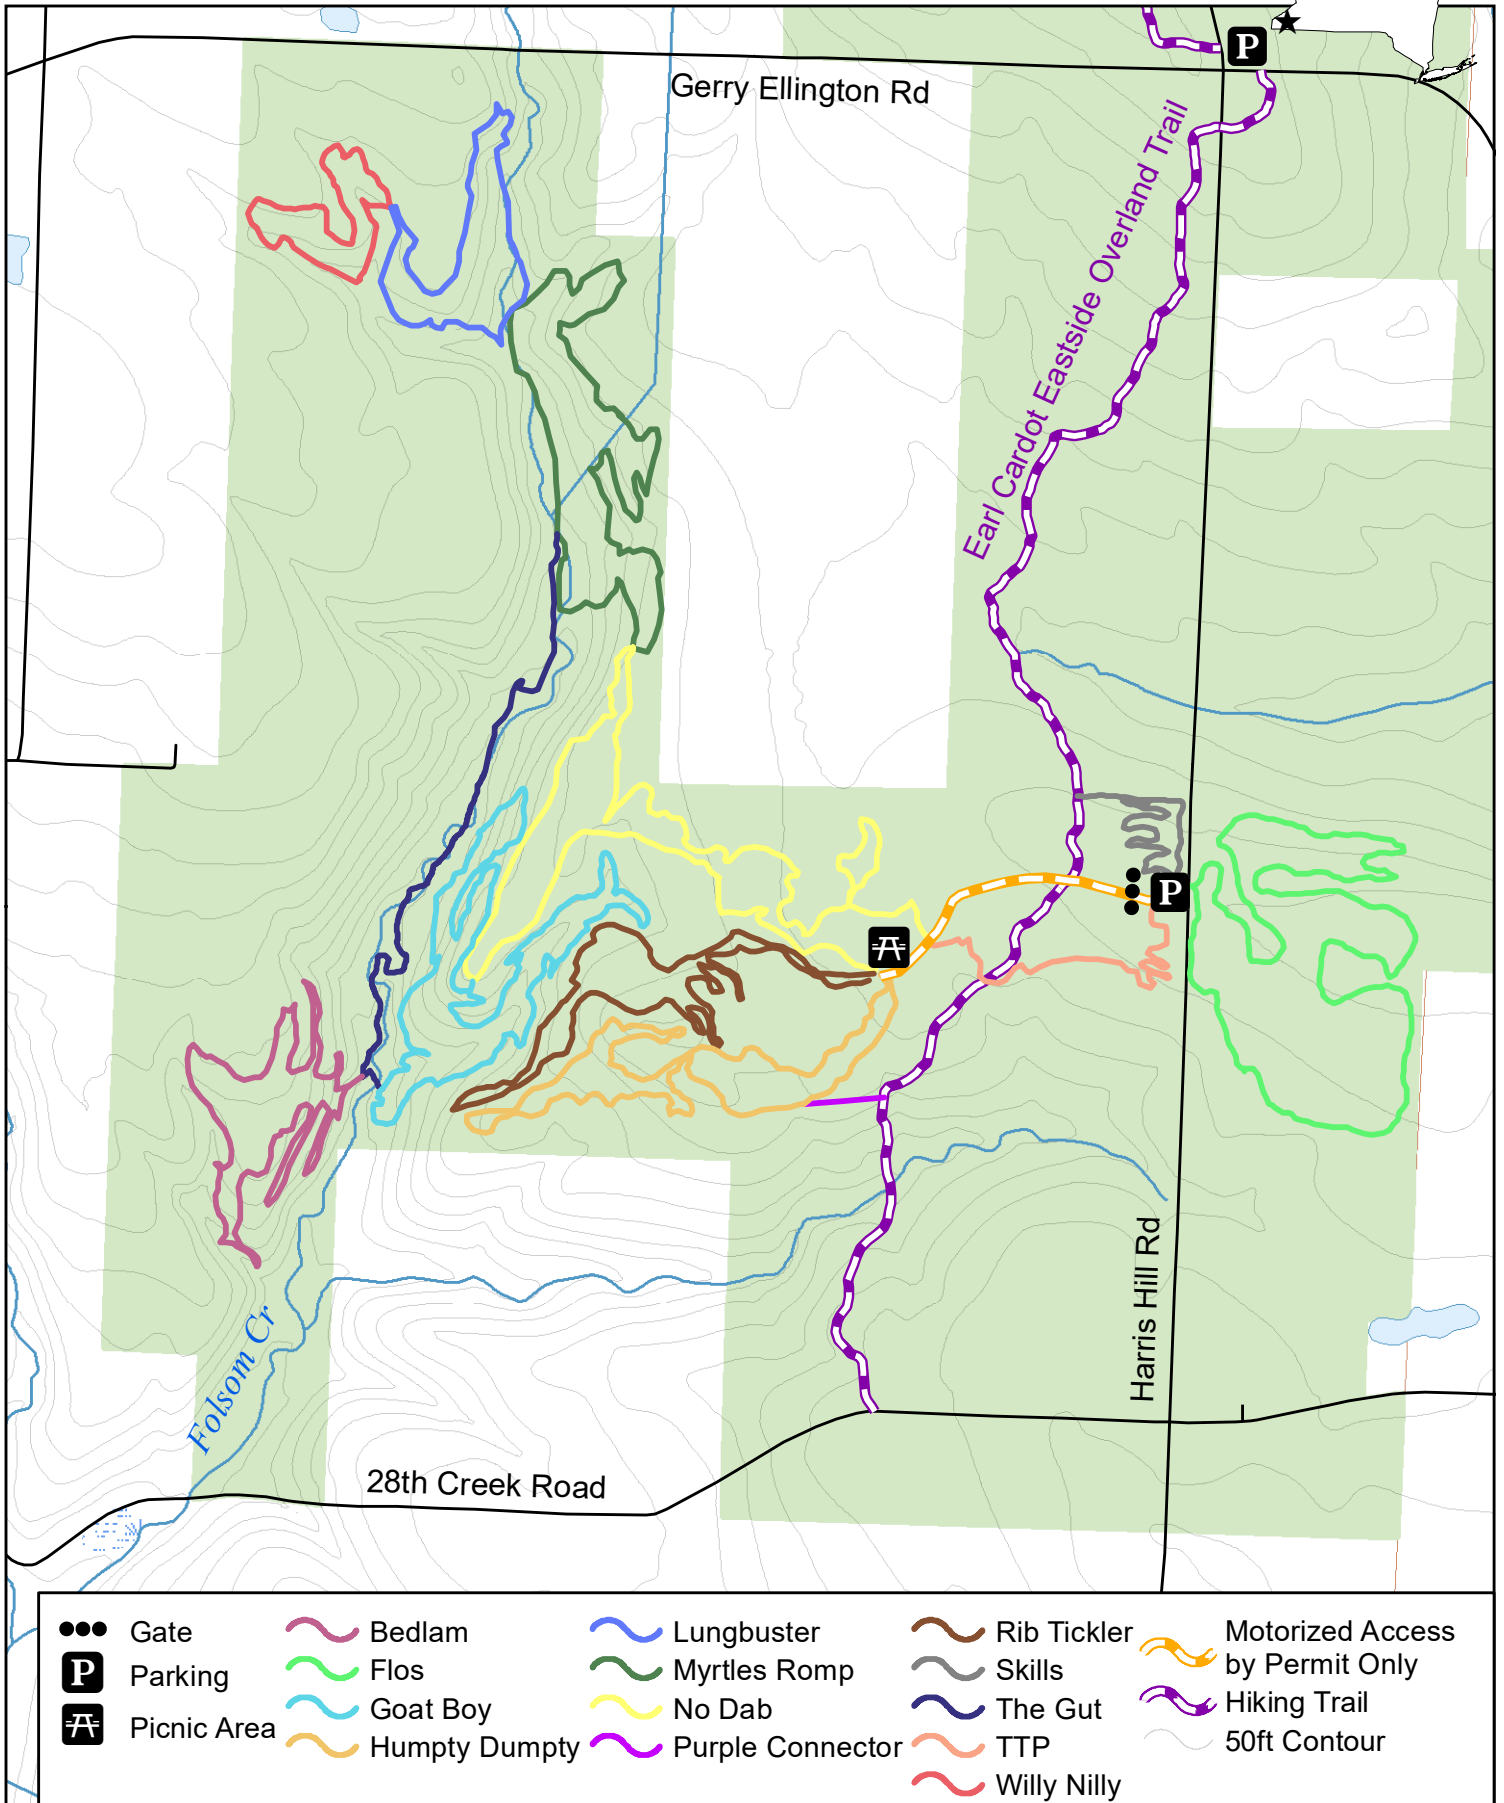 P
Gerry Ellington Rd
Earl Cardot Eastside Overland Trail
P
Harris Hill Rd
Folsom Cr
28th Creek Road
Gate
P Parking
Picnic Area
Bedlam
Flos
Goat Boy
Humpty Dumpty
Lungbuster
Myrtles Romp
No Dab
Purple Connector
Rib Tickler
Skills
The Gut
TTP
Willy Nilly
Motorized Access
by Permit Only
Hiking Trail
50ft Contour